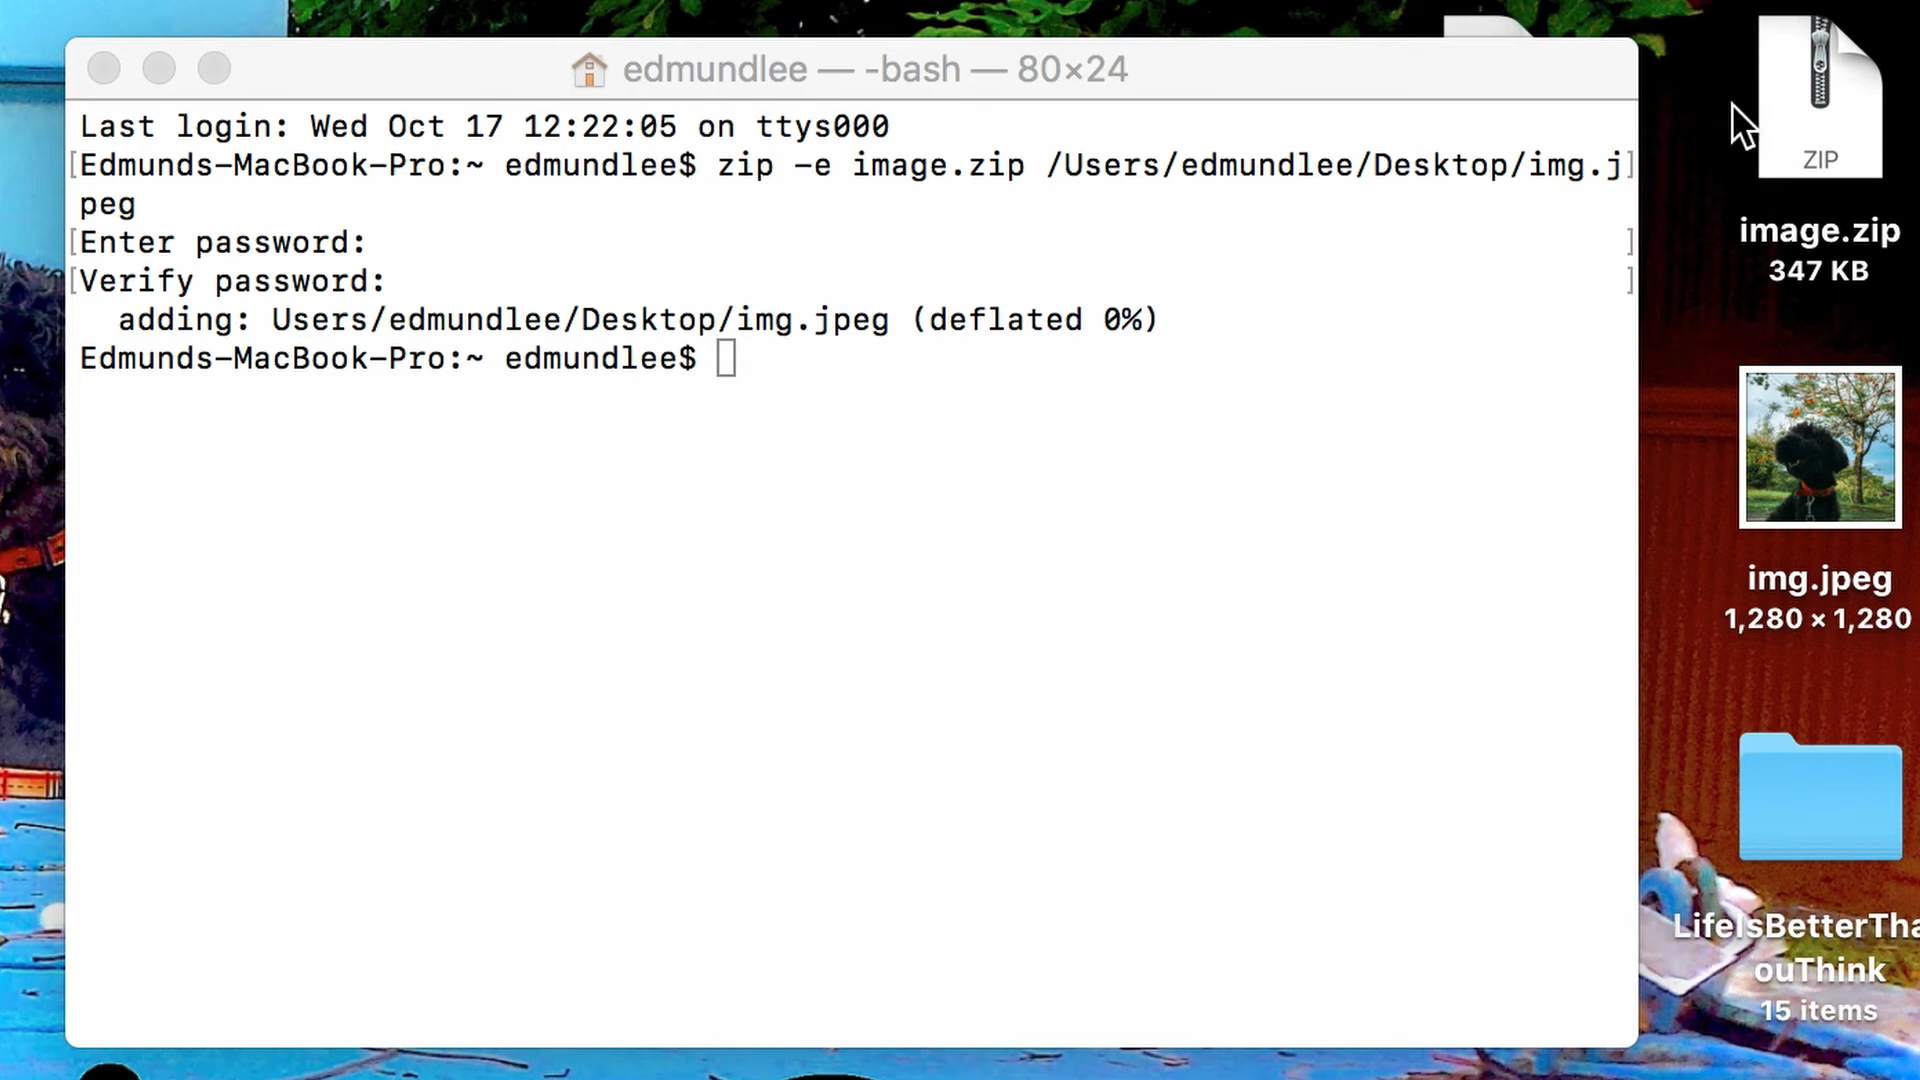 edmundlee — -bash — 80×24
Last login: Wed Oct 17 12:22:05 on ttys000
[Edmunds-MacBook-Pro:~ edmundlee$ zip -e image.zip /Users/edmundlee/Desktop/img.j]
peg
[Enter password: ]
[Verify password: ]
adding: Users/edmundlee/Desktop/img.jpeg (deflated 0%)
Edmunds-MacBook-Pro:~ edmundlee$
ZIP
image.zip
347 KB
img.jpeg
1,280 × 1,280
LifeIsBetterTha
ouThink
15 items